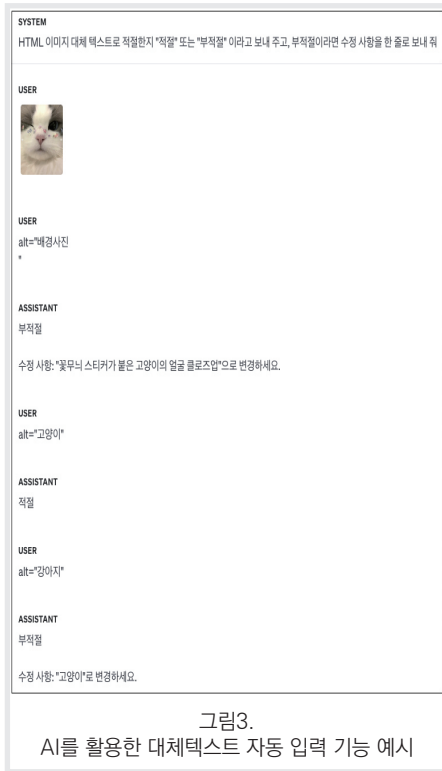 SYSTEM
HTML 이미지 대체 텍스트로 적절한지 "적절" 또는 "부적절" 이라고 보내 주고, 부적절이라면 수정 사항을 한 줄로 보내 줘
USER
USER
alt="배경사진
"
ASSISTANT
부적절
수정 사항: "꽃무늬 스티커가 붙은 고양이의 얼굴 클로즈업"으로 변경하세요.
USER
alt="고양이"
ASSISTANT
적절
USER
alt="강아지"
ASSISTANT
부적절
수정 사항: "고양이"로 변경하세요.
그림3.
AI를 활용한 대체텍스트 자동 입력 기능 예시